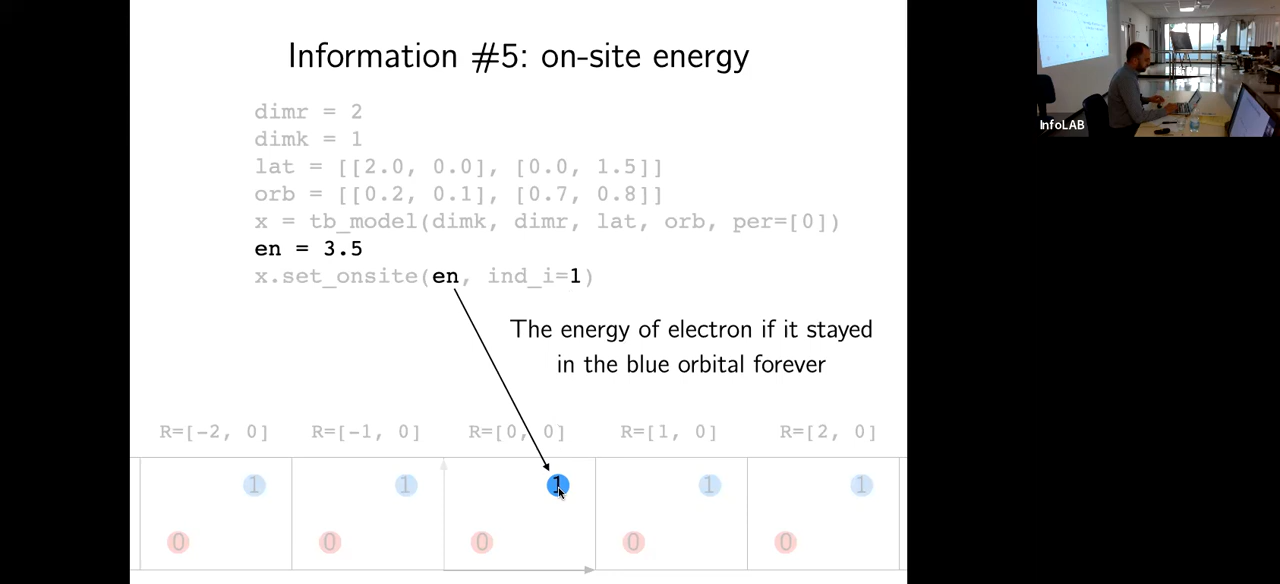 Information #5: on-site energy
dimr = 2
dimk = 1
lat = [[2.0, 0.0], [0.0, 1.5]]
orb = [[0.2, 0.1], [0.7, 0.8]]
x = tb_model(dimk, dimr, lat, orb, per=[0])
en = 3.5
x.set_onsite(en, ind_i=1)
The energy of electron if it stayed
in the blue orbital forever
R=[-2, 0] R=[-1, 0] R=[0, 0] R=[1, 0] R=[2, 0]
1 1 1 1 1
0 0 0 0 0
InfoLAB